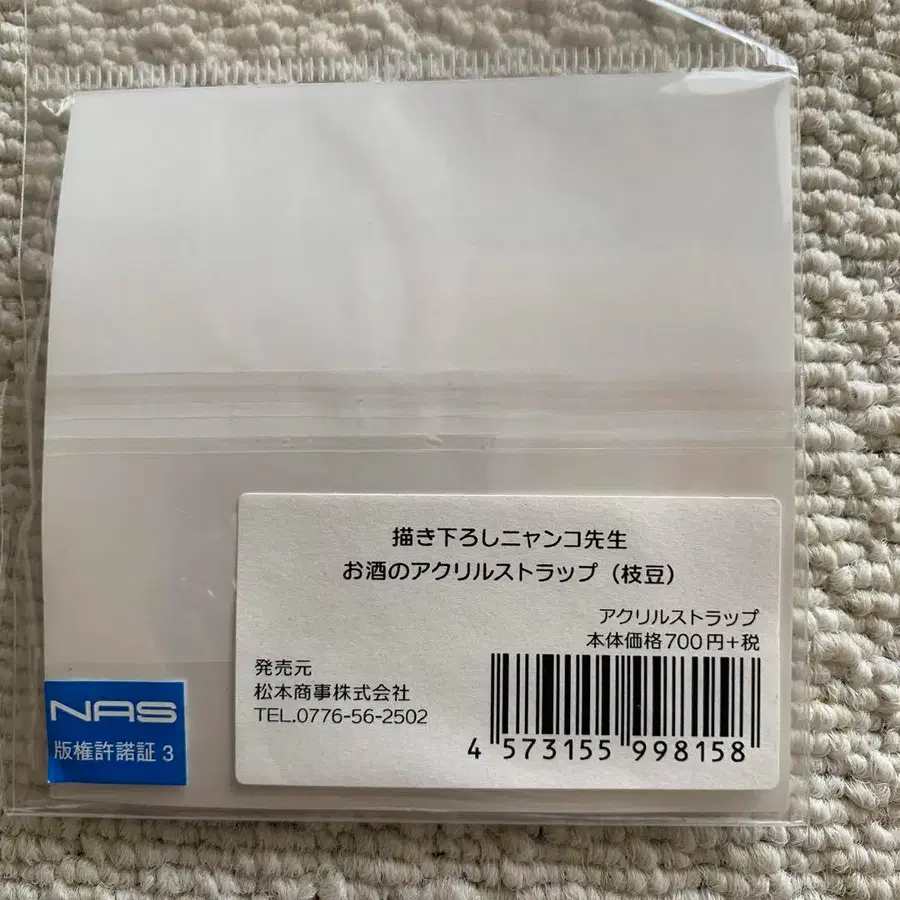 描き下ろしニャンコ先生
お酒のアクリルストラップ（枝豆）
アクリルストラップ
本体価格700円+税
発売元
松本商事株式会社
TEL.0776-56-2502
4 573155 998158
NAS
版権許諾証 3